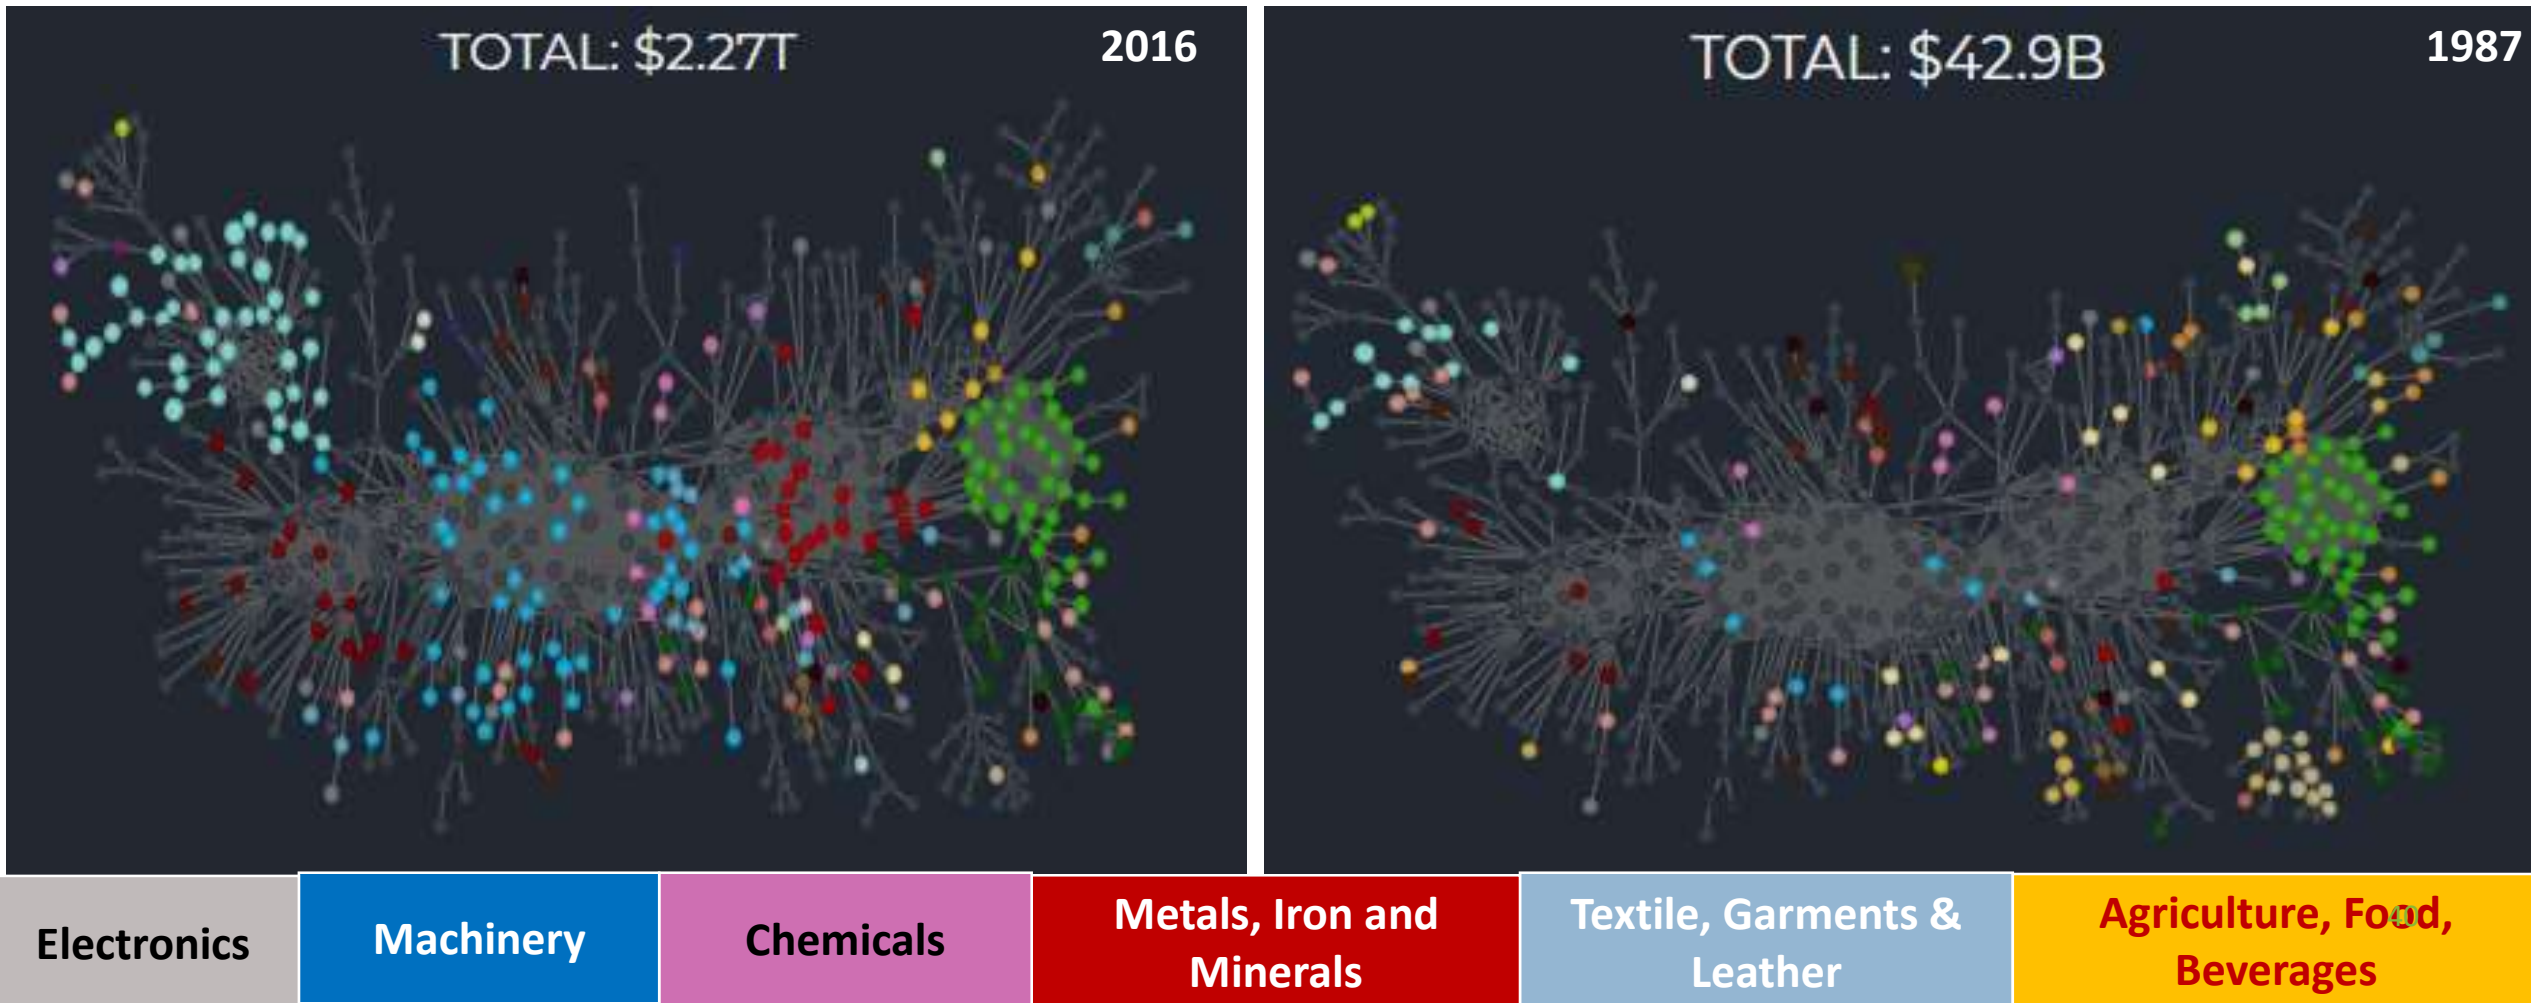 TOTAL: $2.27T
2016
TOTAL: $42.9B
1987
Electronics
Machinery
Chemicals
Metals, Iron and
Minerals
Textile, Garments &
Leather
Agriculture, Food,
Beverages
40